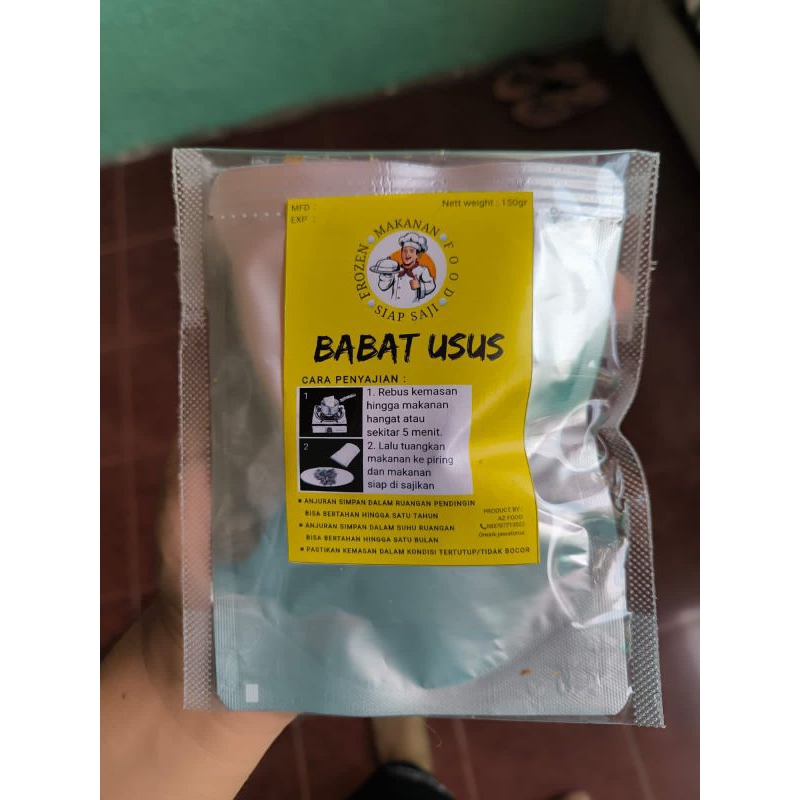 MFD :
EXP :
Nett weight : 150gr
FROZEN • MAKANAN • FOOD • SIAP SAJI
BABAT USUS
CARA PENYAJIAN :
1
1. Rebus kemasan
hingga makanan
hangat atau
sekitar 5 menit.
2
2. Lalu tuangkan
makanan ke piring
dan makanan
siap di sajikan
ANJURAN SIMPAN DALAM RUANGAN PENDINGIN
BISA BERTAHAN HINGGA SATU TAHUN
ANJURAN SIMPAN DALAM SUHU RUANGAN
BISA BERTAHAN HINGGA SATU BULAN
PASTIKAN KEMASAN DALAM KONDISI TERTUTUP/TIDAK BOCOR
PRODUCT BY :
AZ FOOD